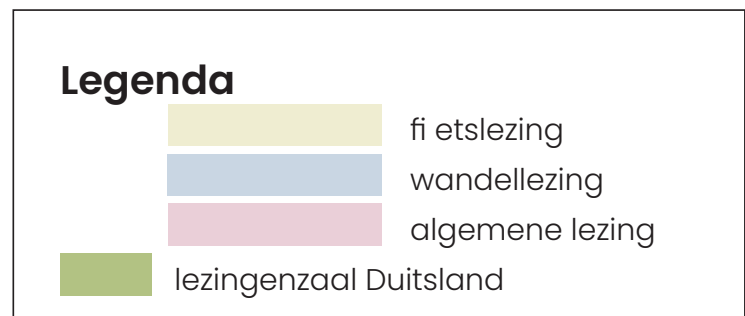 Legenda
fi etslezing
wandellezing
algemene lezing
lezingenzaal Duitsland